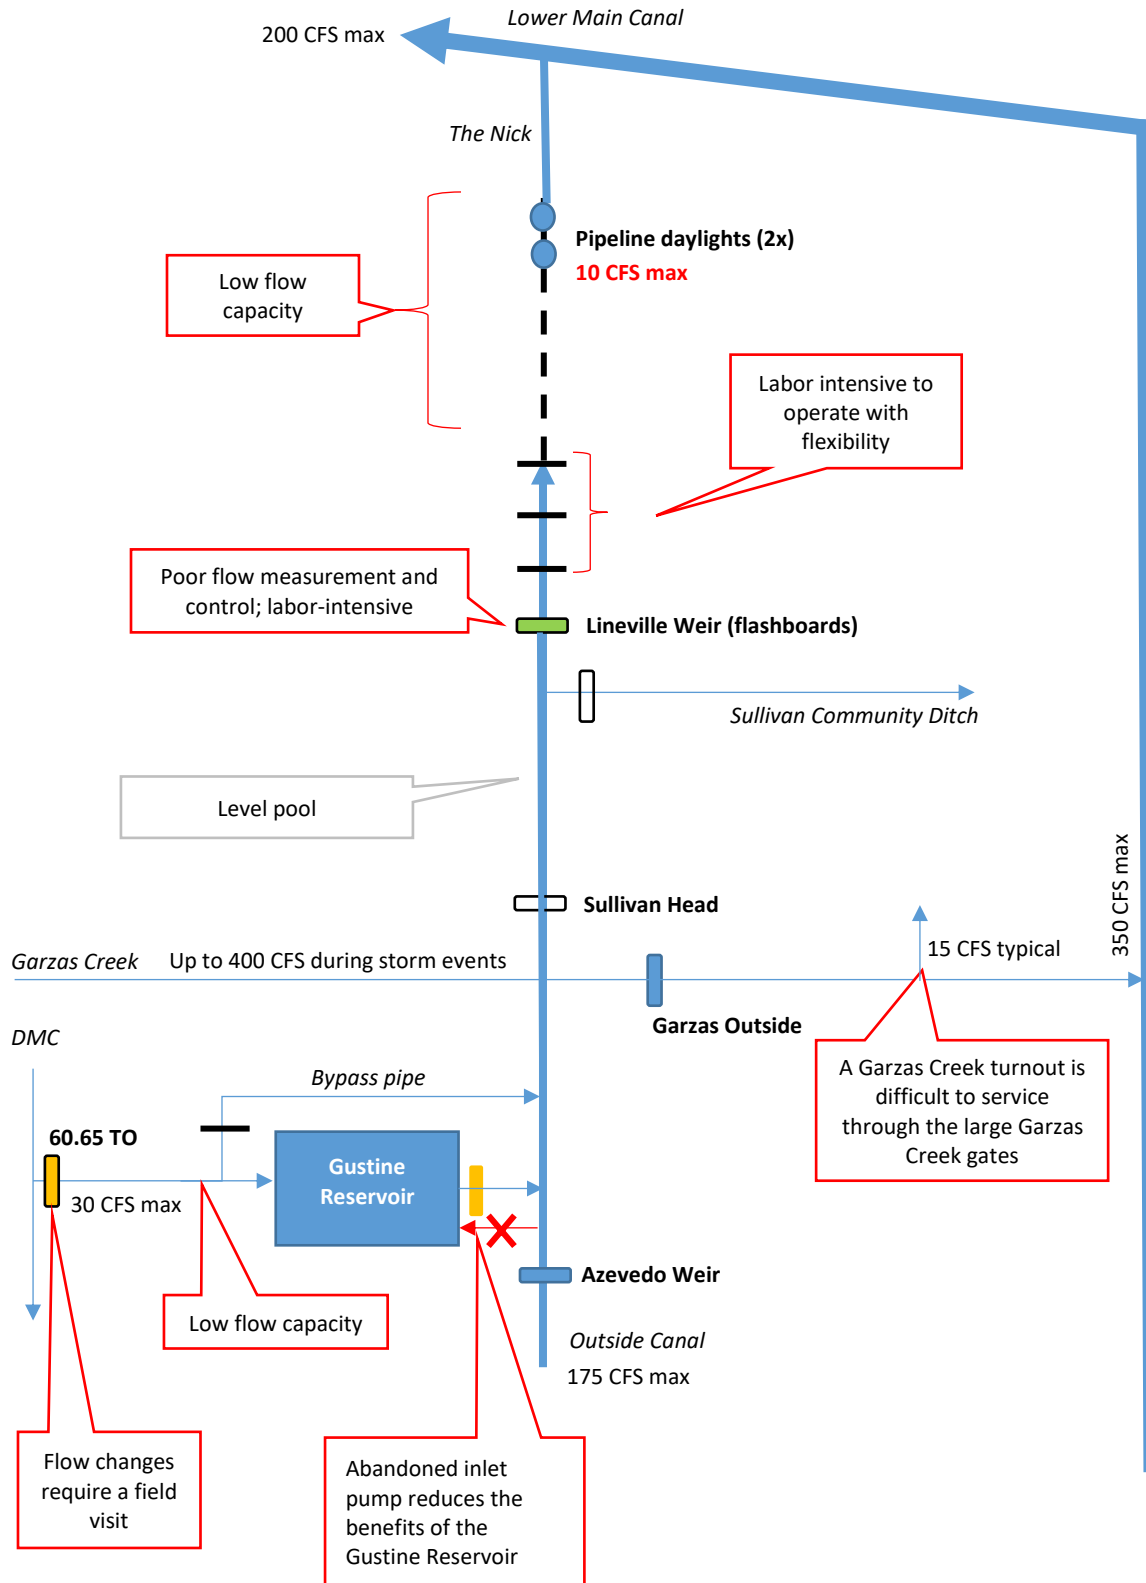 Lower Main Canal
200 CFS max
The Nick
Pipeline daylights (2x)
10 CFS max
Low flow
capacity
Labor intensive to
operate with
flexibility
Poor flow measurement and
control; labor-intensive
Lineville Weir (flashboards)
Sullivan Community Ditch
Level pool
350 CFS max
Sullivan Head
Garzas Creek
Up to 400 CFS during storm events
15 CFS typical
Garzas Outside
DMC
A Garzas Creek turnout is
difficult to service
through the large Garzas
Creek gates
Bypass pipe
60.65 TO
30 CFS max
Gustine
Reservoir
Azevedo Weir
Low flow capacity
Outside Canal
175 CFS max
Flow changes
require a field
visit
Abandoned inlet
pump reduces the
benefits of the
Gustine Reservoir